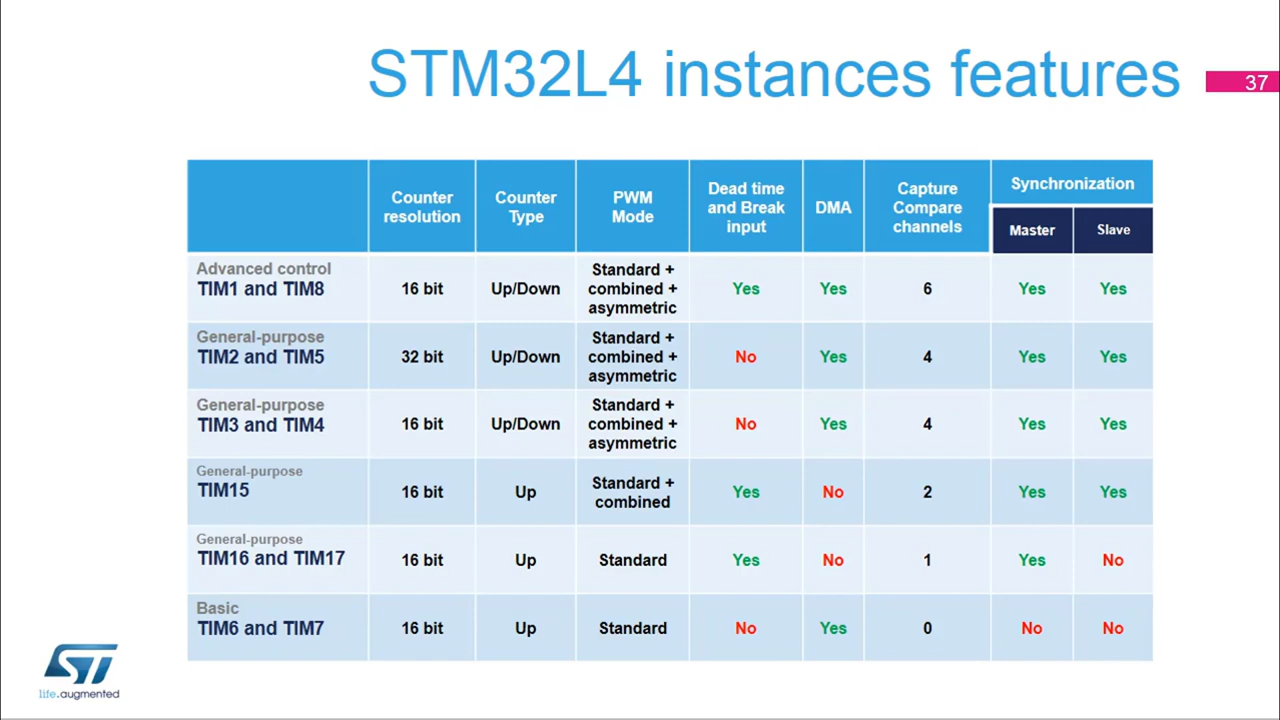 STM32L4 instances features
37
Counter
resolution
Counter
Type
PWM
Mode
Dead time
and Break
input
DMA
Capture
Compare
channels
Synchronization
Master
Slave
Advanced control
TIM1 and TIM8
16 bit
Up/Down
Standard +
combined +
asymmetric
Yes
Yes
6
Yes
Yes
General-purpose
TIM2 and TIM5
32 bit
Up/Down
Standard +
combined +
asymmetric
No
Yes
4
Yes
Yes
General-purpose
TIM3 and TIM4
16 bit
Up/Down
Standard +
combined +
asymmetric
No
Yes
4
Yes
Yes
General-purpose
TIM15
16 bit
Up
Standard +
combined
Yes
No
2
Yes
Yes
General-purpose
TIM16 and TIM17
16 bit
Up
Standard
Yes
No
1
Yes
No
Basic
TIM6 and TIM7
16 bit
Up
Standard
No
Yes
0
No
No
ST
life.augmented